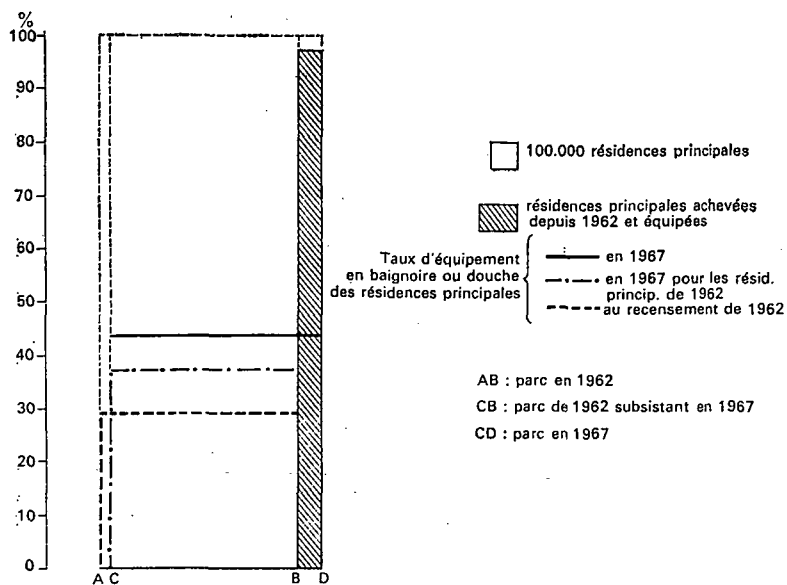 %
100
90
80
70
60
50
40
30
20
10
0
A C B D
100.000 résidences principales
résidences principales achevées
depuis 1962 et équipées
Taux d'équipement
en baignoire ou douche
des résidences principales
en 1967
en 1967 pour les résid.
princip. de 1962
au recensement de 1962
AB : parc en 1962
CB : parc de 1962 subsistant en 1967
CD : parc en 1967